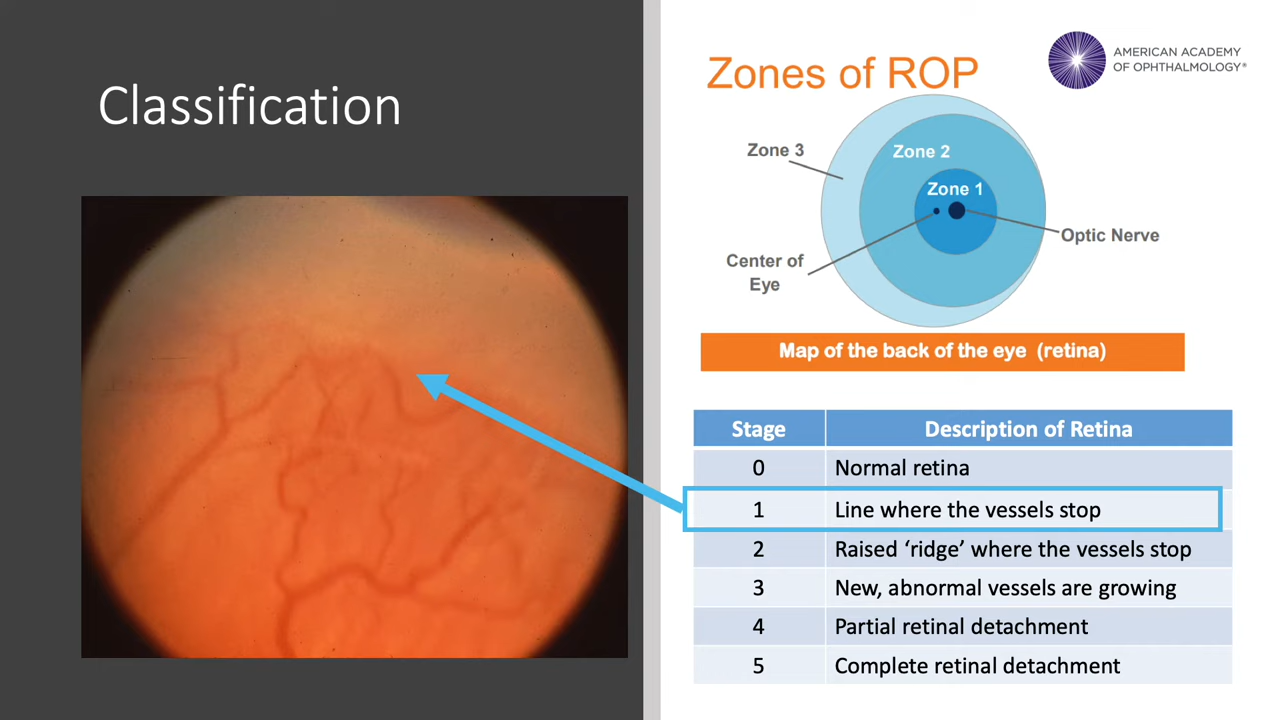 Classification
Zones of ROP
AMERICAN ACADEMY
OF OPHTHALMOLOGY®
Zone 3
Zone 2
Zone 1
Optic Nerve
Center of
Eye
Map of the back of the eye (retina)
Stage Description of Retina
0 Normal retina
1 Line where the vessels stop
2 Raised ‘ridge’ where the vessels stop
3 New, abnormal vessels are growing
4 Partial retinal detachment
5 Complete retinal detachment